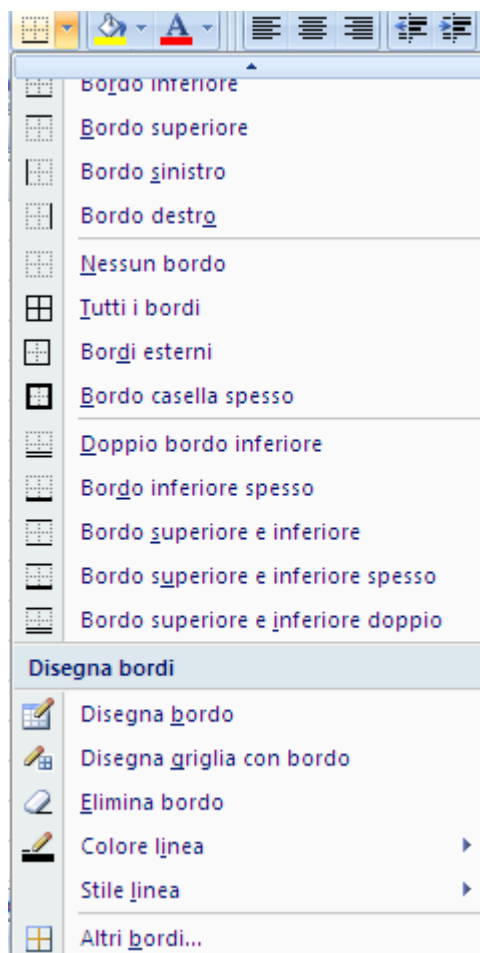 A
Bordo inferiore
Bordo superiore
Bordo sinistro
Bordo destro
Nessun bordo
Tutti i bordi
Bordi esterni
Bordo casella spesso
Doppio bordo inferiore
Bordo inferiore spesso
Bordo superiore e inferiore
Bordo superiore e inferiore spesso
Bordo superiore e inferiore doppio
Disegna bordi
Disegna bordo
Disegna griglia con bordo
Elimina bordo
Colore linea
Stile linea
Altri bordi...